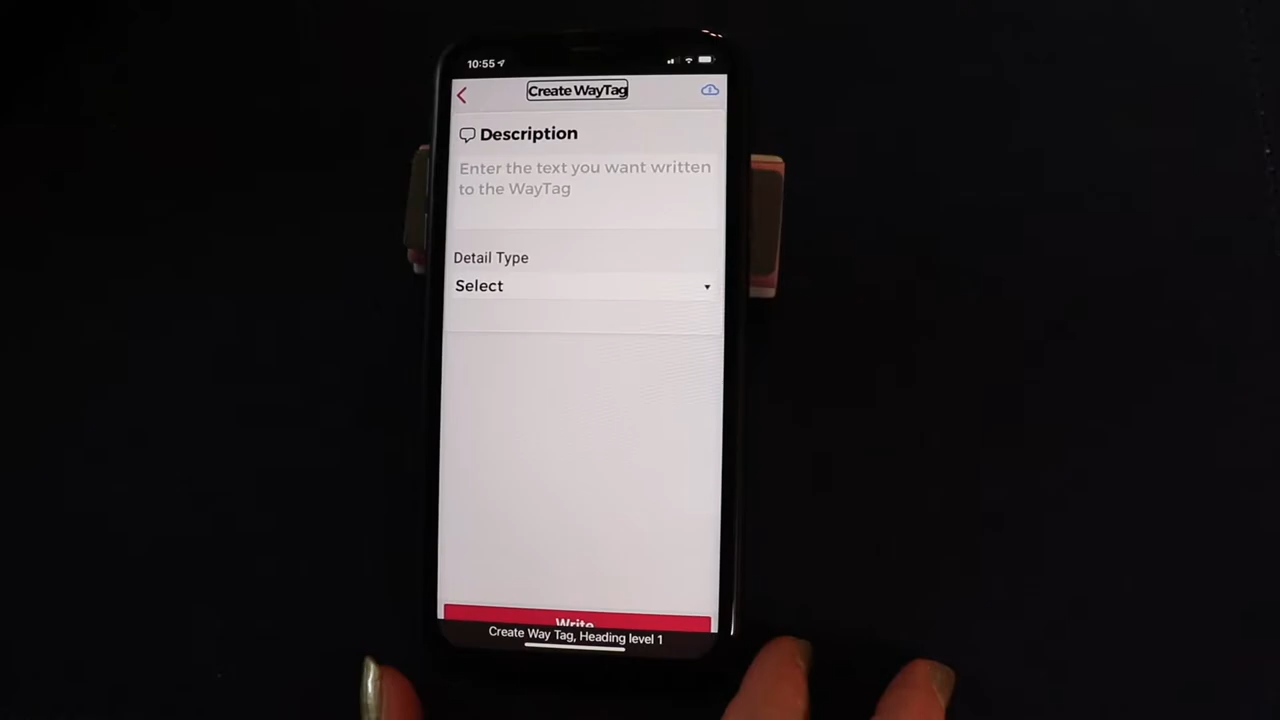 10:55
Create WayTag
Description
Enter the text you want written
to the WayTag
Detail Type
Select
Write
Create Way Tag, Heading level 1